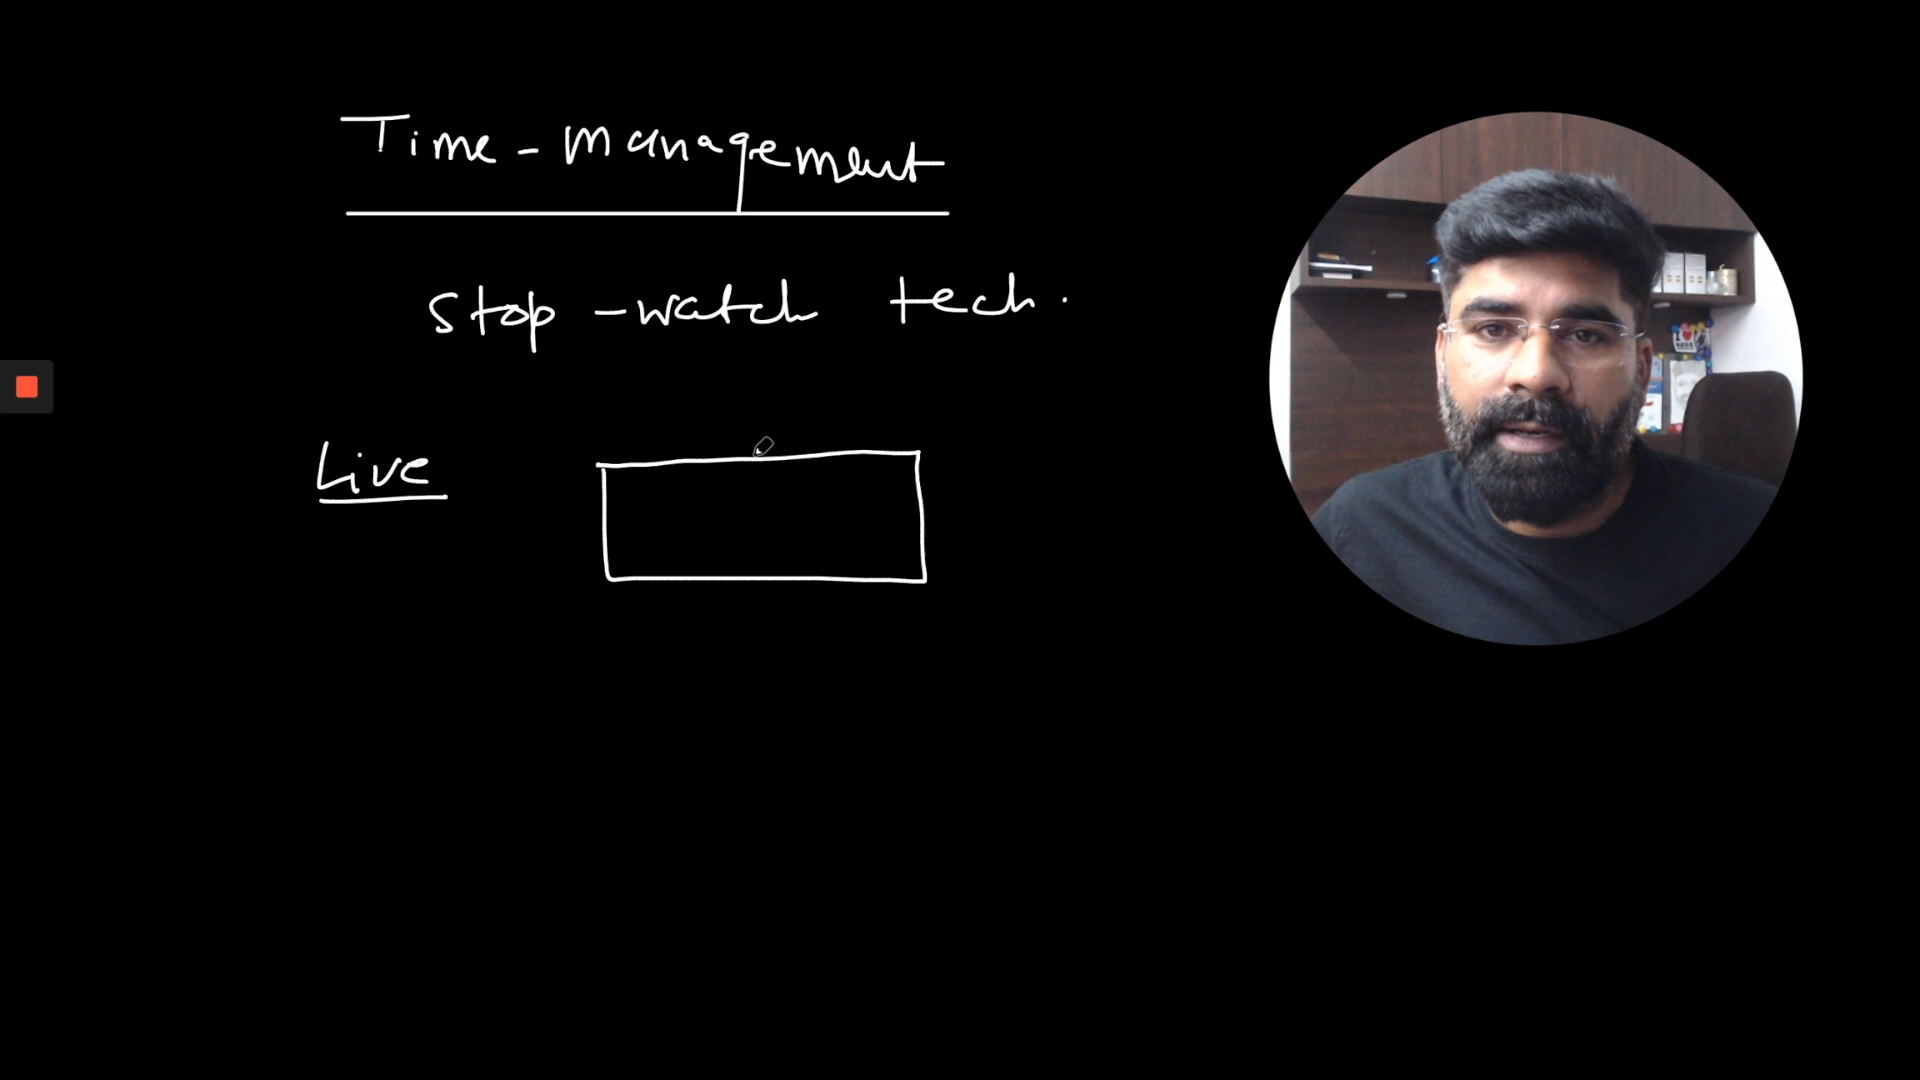 Time - management
Stop - watch tech.
Live